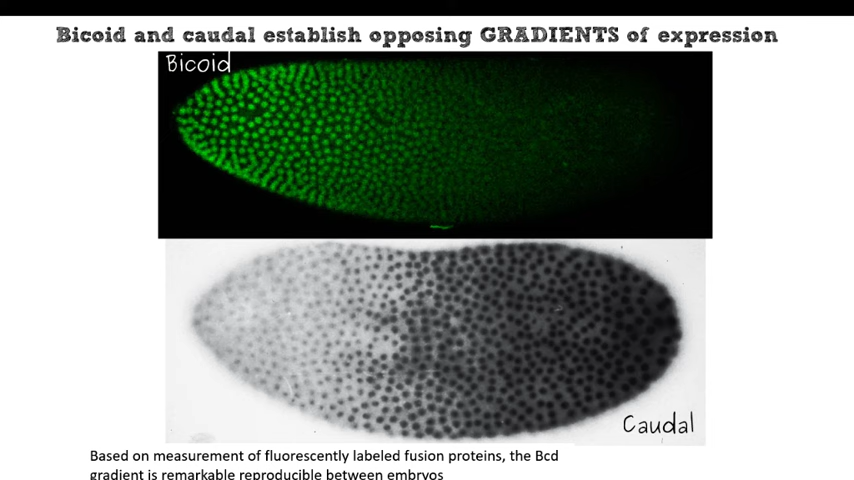 Bicoid and caudal establish opposing GRADIENTS of expression
Bicoid
Caudal
Based on measurement of fluorescently labeled fusion proteins, the Bcd
gradient is remarkable reproducible between embryos